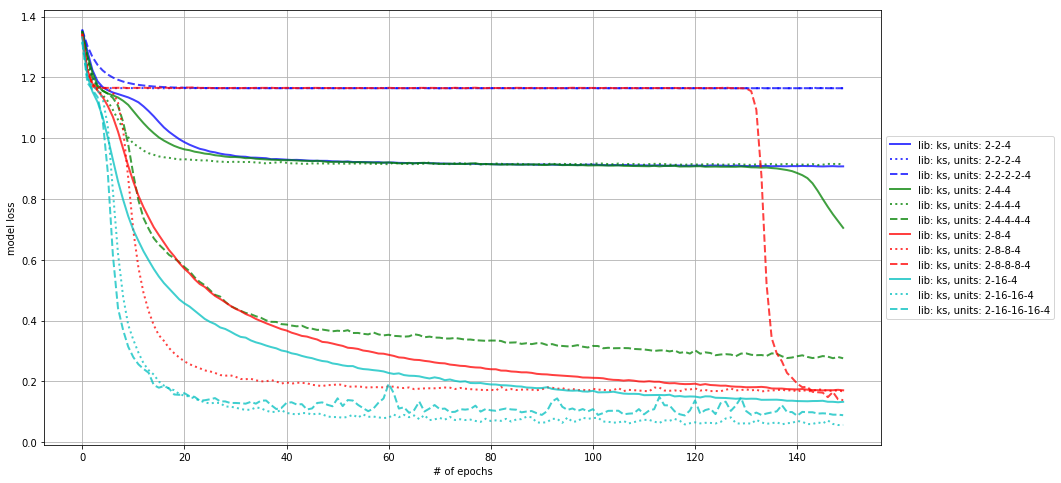 1.4
1.2
1.0
0.8
0.6
0.4
0.2
0.0
model loss
0 20 40 60 80 100 120 140
# of epochs
lib: ks, units: 2-2-4
lib: ks, units: 2-2-2-4
lib: ks, units: 2-2-2-2-4
lib: ks, units: 2-4-4
lib: ks, units: 2-4-4-4
lib: ks, units: 2-4-4-4-4
lib: ks, units: 2-8-4
lib: ks, units: 2-8-8-4
lib: ks, units: 2-8-8-8-4
lib: ks, units: 2-16-4
lib: ks, units: 2-16-16-4
lib: ks, units: 2-16-16-16-4